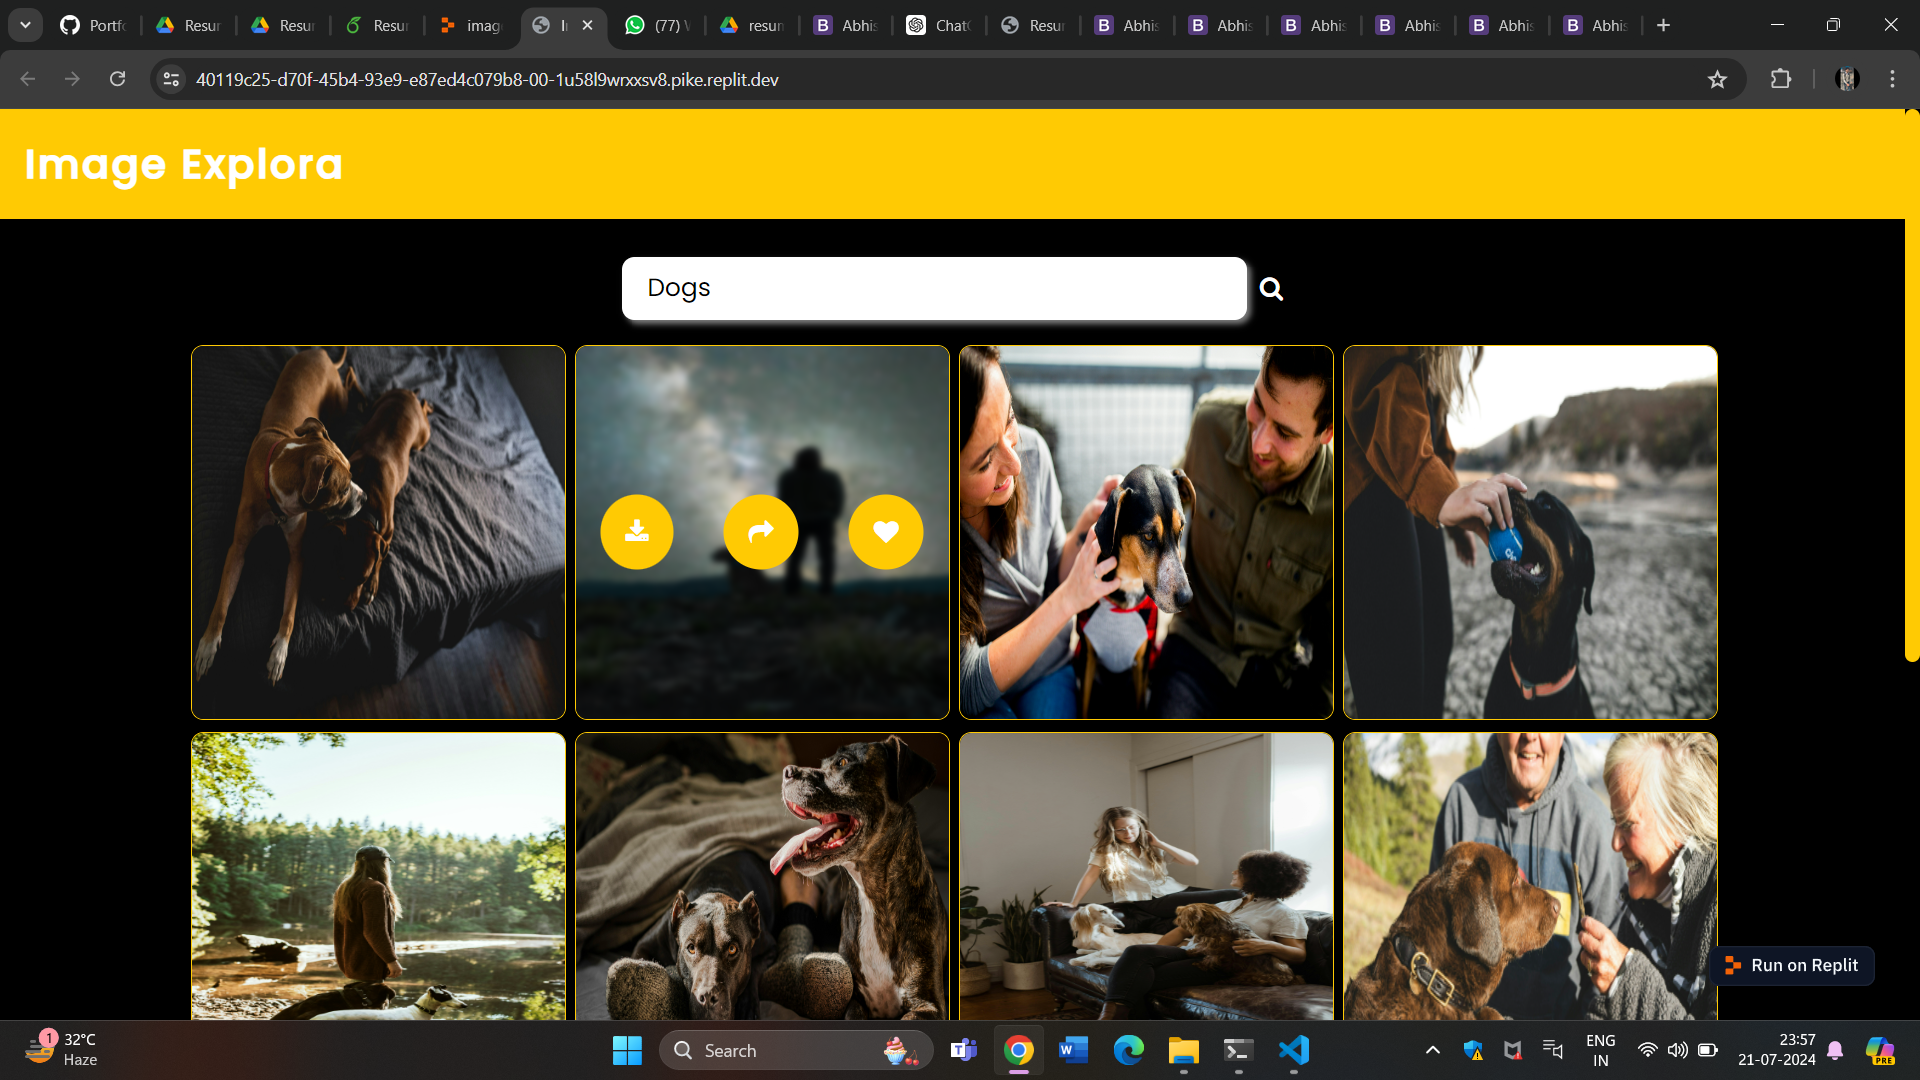 Portfo
Resur
Resur
Resur
imag
(77) W
resum
Abhis
Chat
Resur
Abhis
Abhis
Abhis
Abhis
Abhis
Abhis
40119c25-d70f-45b4-93e9-e87ed4c079b8-00-1u58l9wrxxsv8.pike.replit.dev
Image Explora
Dogs
Run on Replit
1
32°C
Haze
Search
ENG
IN
23:57
21-07-2024
PRE